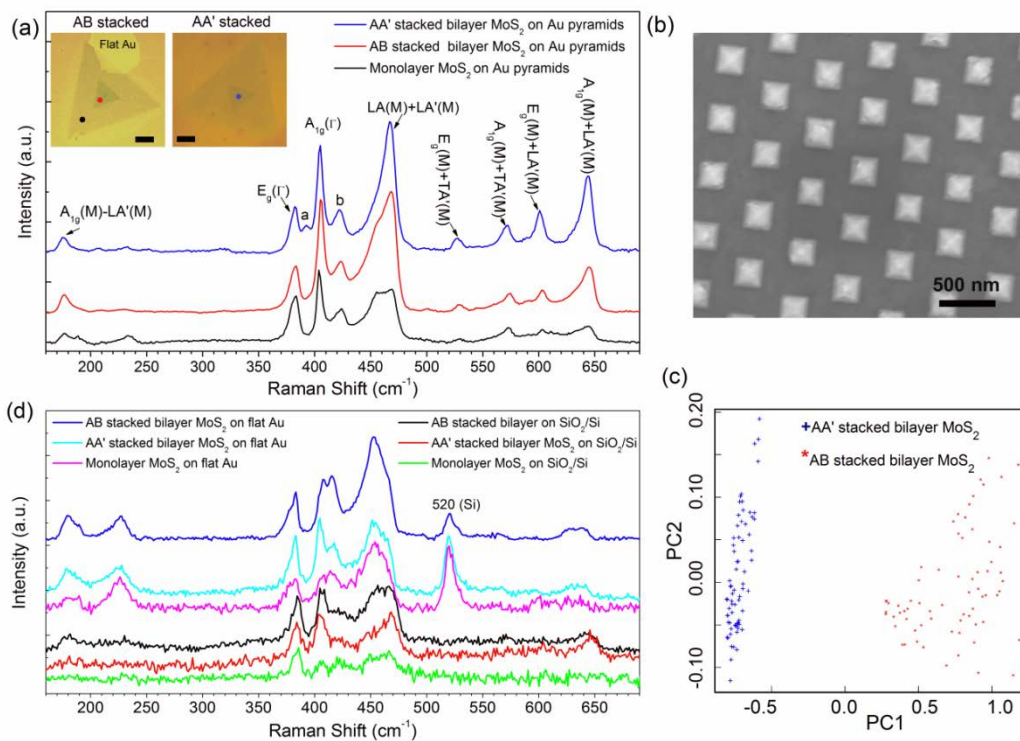 (a)
AB stacked
AA' stacked
Flat Au
AA' stacked bilayer MoS2 on Au pyramids
AB stacked bilayer MoS2 on Au pyramids
Monolayer MoS2 on Au pyramids
A1g(M)-LA'(M)
Eg(Γ)
a
A1g(Γ)
b
LA(M)+LA'(M)
Eg(M)+TA'(M)
A1g(M)+TA'(M)
Eg(M)+LA'(M)
A1g(M)+LA'(M)
Intensity (a.u.)
200 250 300 350 400 450 500 550 600 650
Raman Shift (cm-1)
(b)
500 nm
(d)
AB stacked bilayer MoS2 on flat Au
AA' stacked bilayer MoS2 on flat Au
Monolayer MoS2 on flat Au
AB stacked bilayer on SiO2/Si
AA' stacked bilayer MoS2 on SiO2/Si
Monolayer MoS2 on SiO2/Si
520 (Si)
Intensity (a.u.)
200 250 300 350 400 450 500 550 600 650
Raman Shift (cm-1)
(c)
+AA' stacked bilayer MoS2
*AB stacked bilayer MoS2
PC2
0.20
0.10
0.00
-0.10
-0.5 0.0 0.5 1.0
PC1